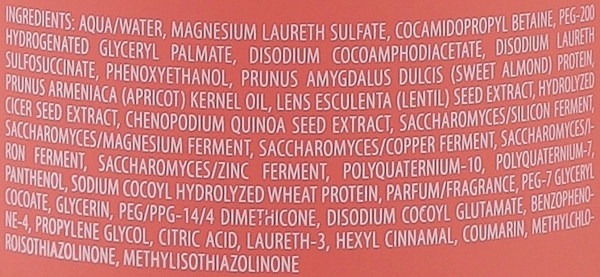 INGREDIENTS: AQUA/WATER, MAGNESIUM LAURETH SULFATE, COCAMIDOPROPYL BETAINE, PEG-200
HYDROGENATED GLYCERYL PALMATE, DISODIUM COCOAMPHODIACETATE, DISODIUM LAURETH
SULFOSUCCINATE, PHENOXYETHANOL, PRUNUS AMYGDALUS DULCIS (SWEET ALMOND) PROTEIN,
PRUNUS ARMENIACA (APRICOT) KERNEL OIL, LENS ESCULENTA (LENTIL) SEED EXTRACT, HYDROLYZED
CICER SEED EXTRACT, CHENOPODIUM QUINOA SEED EXTRACT, SACCHAROMYCES/SILICON FERMENT,
SACCHAROMYCES/MAGNESIUM FERMENT, SACCHAROMYCES/COPPER FERMENT, SACCHAROMYCES/I-
RON FERMENT, SACCHAROMYCES/ZINC FERMENT, POLYQUATERNIUM-10, POLYQUATERNIUM-7,
PANTHENOL, SODIUM COCOYL HYDROLYZED WHEAT PROTEIN, PARFUM/FRAGRANCE, PEG-7 GLYCERYL
COCOATE, GLYCERIN, PEG/PPG-14/4 DIMETHICONE, DISODIUM COCOYL GLUTAMATE, BENZOPHENO-
NE-4, PROPYLENE GLYCOL, CITRIC ACID, LAURETH-3, HEXYL CINNAMAL, COUMARIN, METHYLCHLO-
ROISOTHIAZOLINONE, METHYLISOTHIAZOLINONE